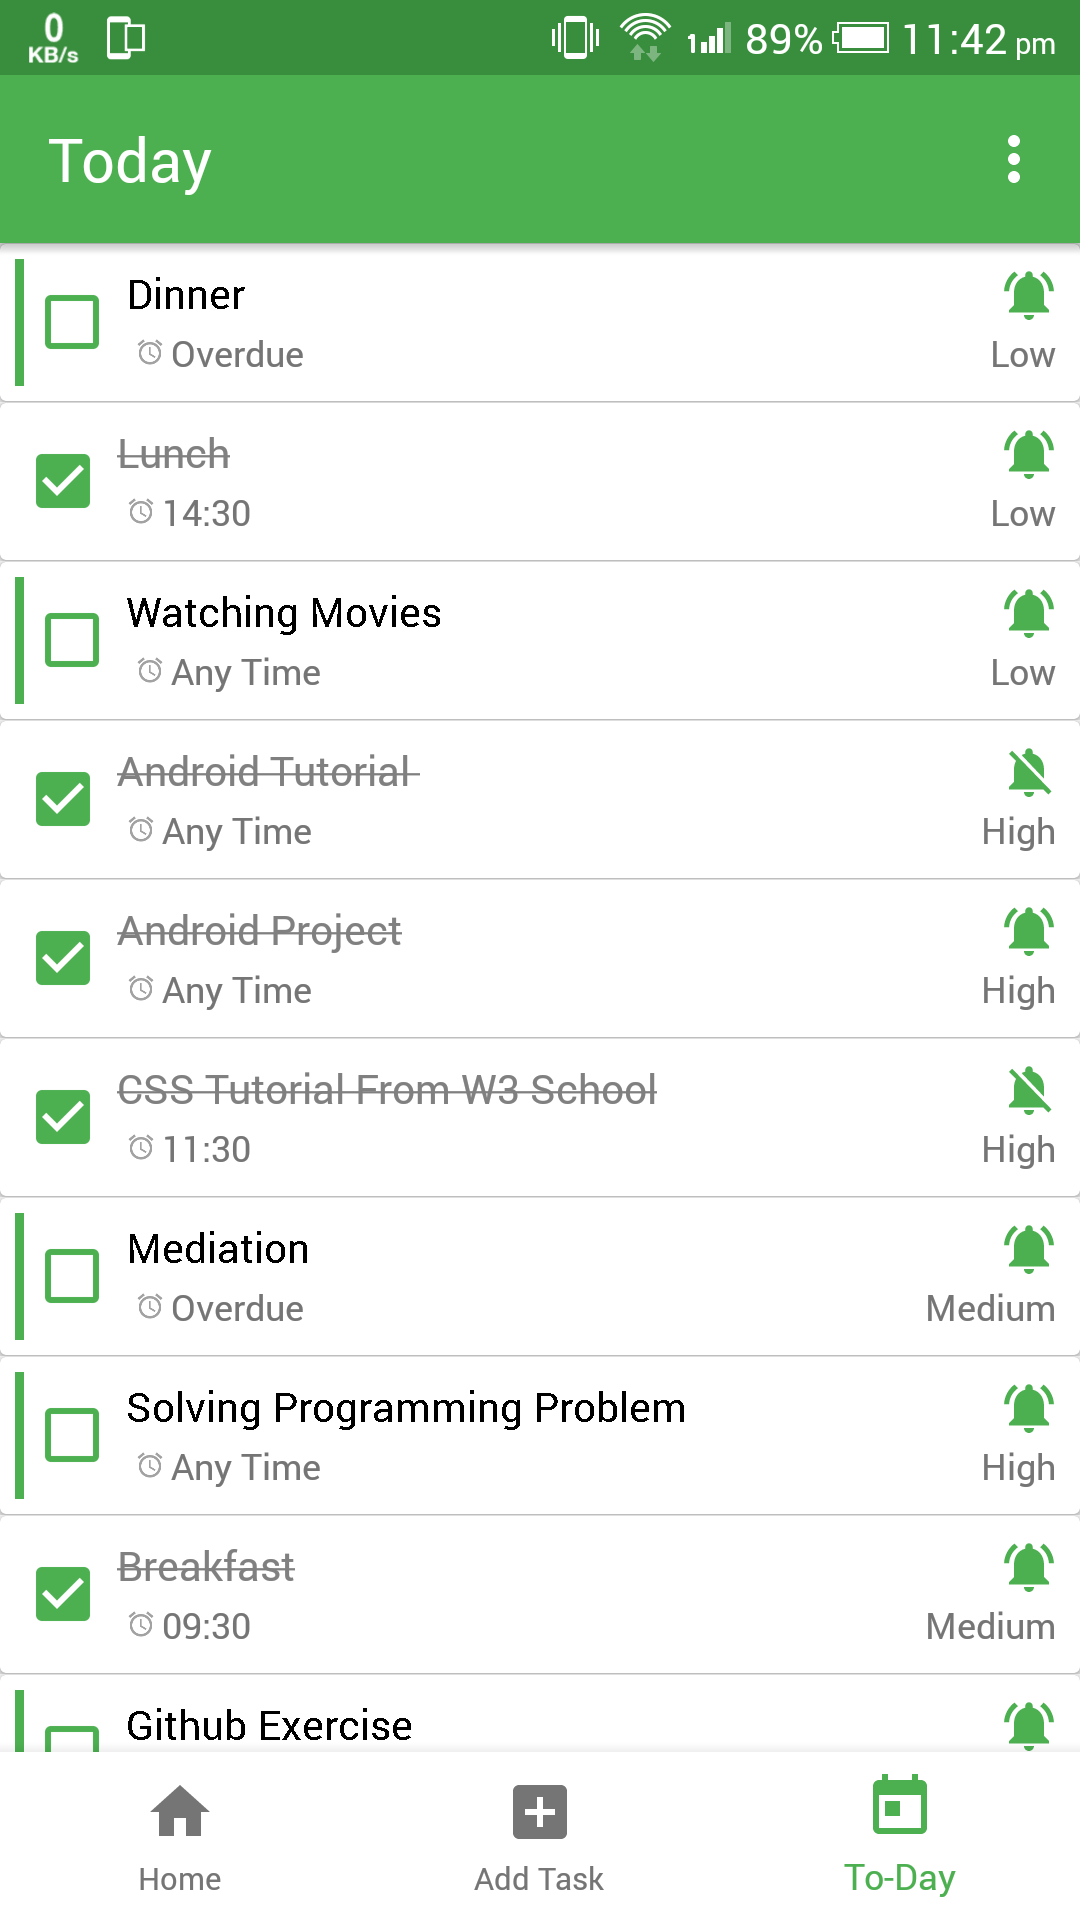 0 KB/s 1 89% 11:42 pm
Today
Dinner
Overdue Low
Lunch
14:30 Low
Watching Movies
Any Time Low
Android Tutorial
Any Time High
Android Project
Any Time High
CSS Tutorial From W3 School
11:30 High
Mediation
Overdue Medium
Solving Programming Problem
Any Time High
Breakfast
09:30 Medium
Github Exercise
Home Add Task To-Day